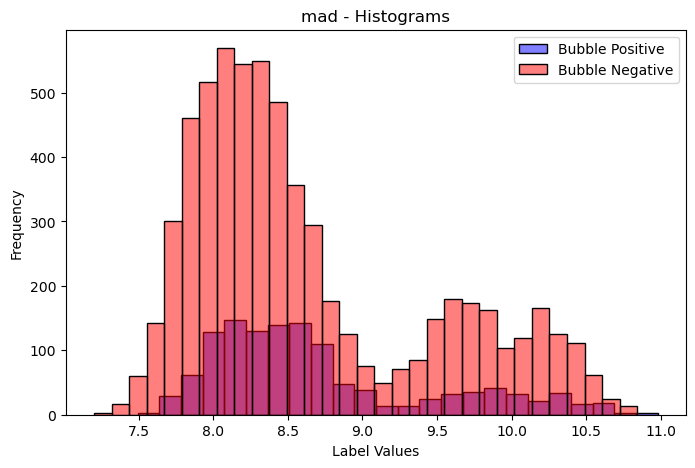 mad - Histograms
Bubble Positive
Bubble Negative
Frequency
500
400
300
200
100
0
7.5 8.0 8.5 9.0 9.5 10.0 10.5 11.0
Label Values